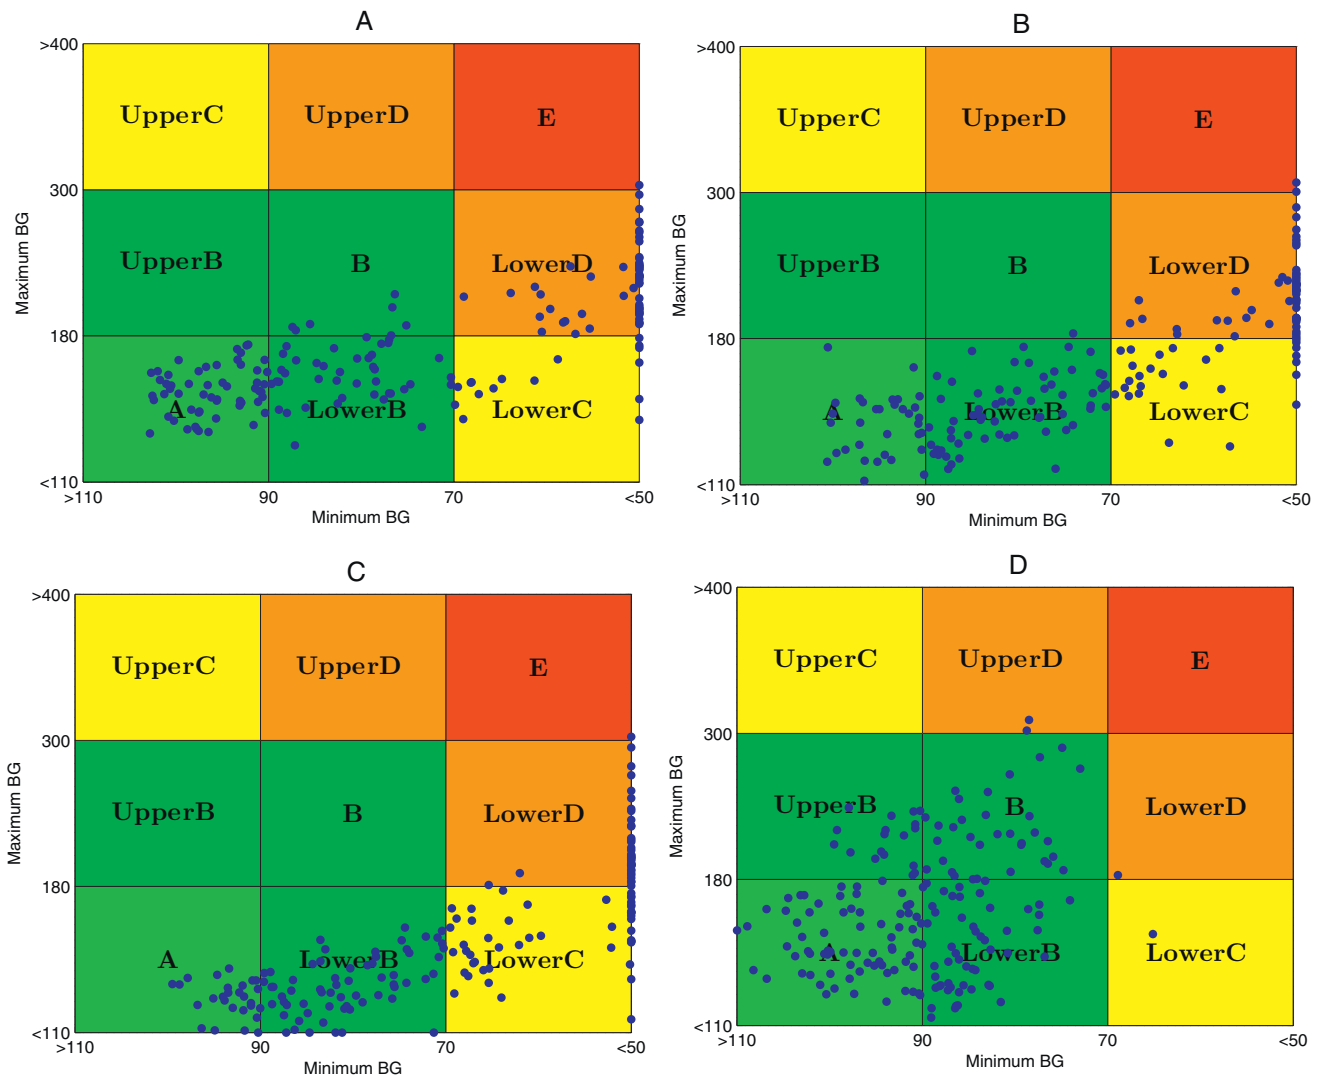 A
>400
UpperC
UpperD
E
300
UpperB
B
LowerD
180
A
LowerB
LowerC
<110
>110
90
70
<50
Minimum BG
Maximum BG
B
>400
UpperC
UpperD
E
300
UpperB
B
LowerD
180
A
LowerB
LowerC
<110
>110
90
70
<50
Minimum BG
Maximum BG
C
>400
UpperC
UpperD
E
300
UpperB
B
LowerD
180
A
LowerB
LowerC
<110
>110
90
70
<50
Minimum BG
Maximum BG
D
>400
UpperC
UpperD
E
300
UpperB
B
LowerD
180
A
LowerB
LowerC
<110
>110
90
70
<50
Minimum BG
Maximum BG